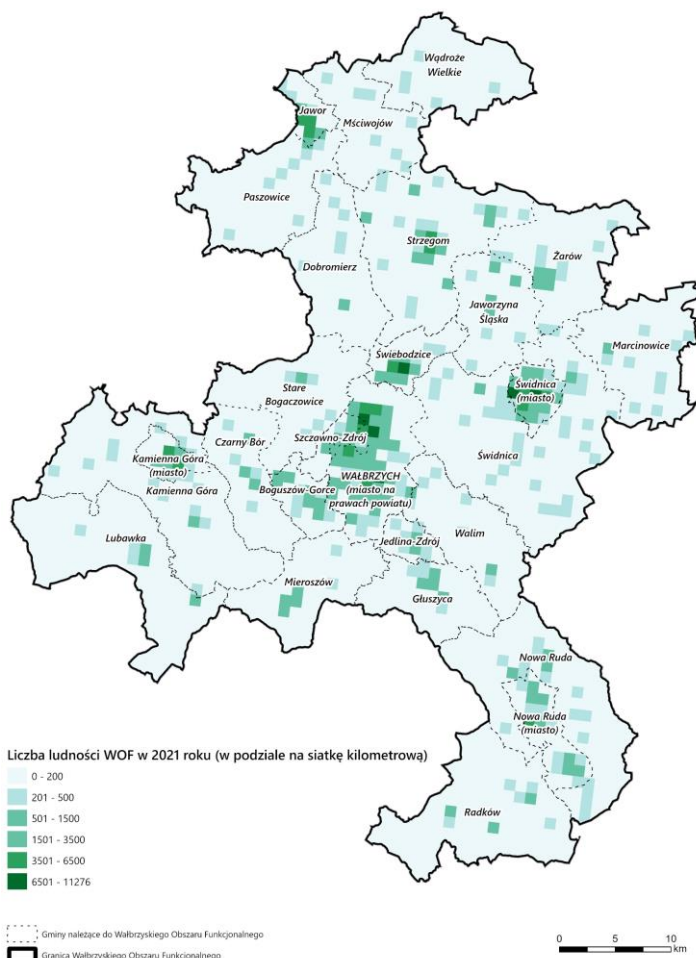 Wądroże
Wielkie
Jawor
Mściwojów
Paszowice
Strzegom
Dobromierz
Żarów
Jaworzyna
Śląska
Marcinowice
Świebodzice
Świdnica
(miasto)
Stare
Bogaczowice
Czarny Bór
Szczawno-Zdrój
Kamienna Góra
(miasto)
Świdnica
WAŁBRZYCH
(miasto na
prawach powiatu)
Kamienna Góra
Boguszów-Gorce
Lubawka
Jedlina-Zdrój
Walim
Mieroszów
Głuszyca
Nowa Ruda
Nowa Ruda
(miasto)
Radków
Liczba ludności WOF w 2021 roku (w podziale na siatkę kilometrową)
0 - 200
201 - 500
501 - 1500
1501 - 3500
3501 - 6500
6501 - 11276
Gminy należące do Wałbrzyskiego Obszaru Funkcjonalnego
Granica Wałbrzyskiego Obszaru Funkcjonalnego
0 5 10
km